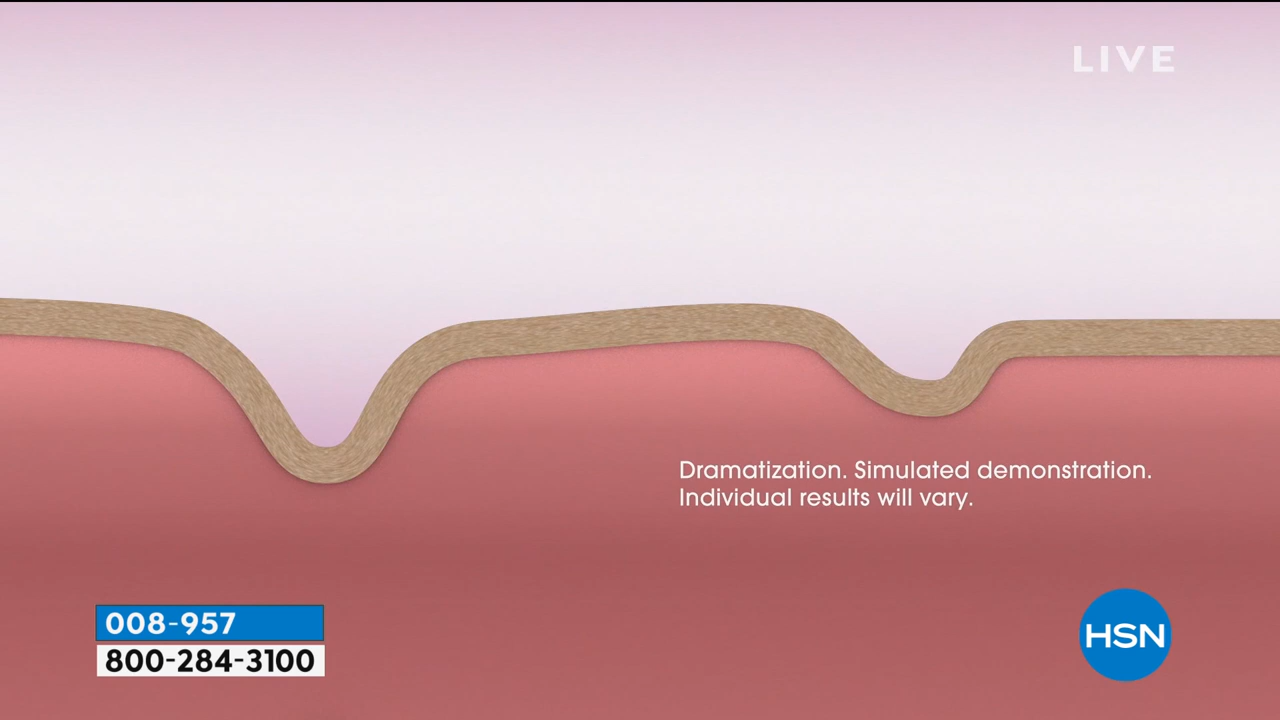 LIVE
Dramatization. Simulated demonstration.
Individual results will vary.
008-957
800-284-3100
HSN